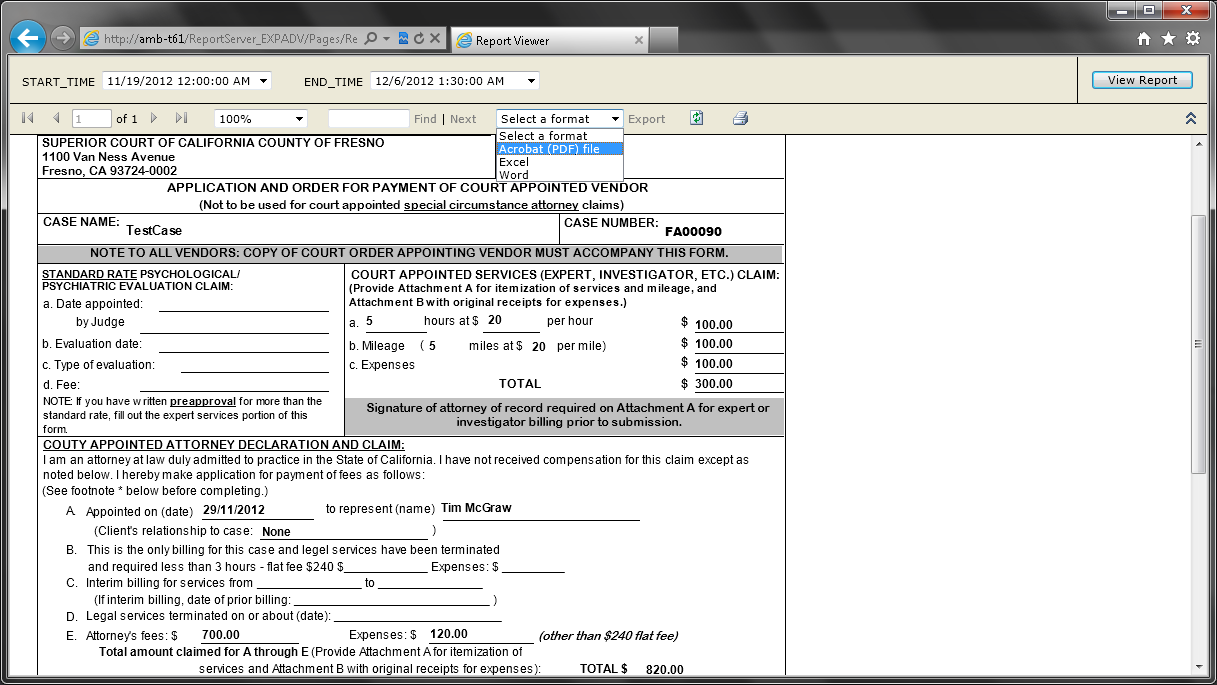 http://amb-t61/ReportServer_EXPADV/Pages/Re
Report Viewer
START_TIME 11/19/2012 12:00:00 AM END_TIME 12/6/2012 1:30:00 AM View Report
1 of 1 100% Find | Next Select a format Export
Select a format
Acrobat (PDF) file
Excel
Word
SUPERIOR COURT OF CALIFORNIA COUNTY OF FRESNO
1100 Van Ness Avenue
Fresno, CA 93724-0002
APPLICATION AND ORDER FOR PAYMENT OF COURT APPOINTED VENDOR
(Not to be used for court appointed special circumstance attorney claims)
CASE NAME: TestCase CASE NUMBER: FA00090
NOTE TO ALL VENDORS: COPY OF COURT ORDER APPOINTING VENDOR MUST ACCOMPANY THIS FORM.
STANDARD RATE PSYCHOLOGICAL/
PSYCHIATRIC EVALUATION CLAIM:
a. Date appointed:
by Judge
b. Evaluation date:
c. Type of evaluation:
d. Fee:
NOTE: If you have written preapproval for more than the
standard rate, fill out the expert services portion of this
form.
COURT APPOINTED SERVICES (EXPERT, INVESTIGATOR, ETC.) CLAIM:
(Provide Attachment A for itemization of services and mileage, and
Attachment B with original receipts for expenses.)
a. 5 hours at $ 20 per hour $ 100.00
b. Mileage ( 5 miles at $ 20 per mile) $ 100.00
c. Expenses $ 100.00
TOTAL $ 300.00
Signature of attorney of record required on Attachment A for expert or
investigator billing prior to submission.
COUTY APPOINTED ATTORNEY DECLARATION AND CLAIM:
I am an attorney at law duly admitted to practice in the State of California. I have not received compensation for this claim except as
noted below. I hereby make application for payment of fees as follows:
(See footnote * below before completing.)
A. Appointed on (date) 29/11/2012 to represent (name) Tim McGraw
(Client's relationship to case: None )
B. This is the only billing for this case and legal services have been terminated
and required less than 3 hours - flat fee $240 $ Expenses: $
C. Interim billing for services from to
(If interim billing, date of prior billing: )
D. Legal services terminated on or about (date):
E. Attorney's fees: $ 700.00 Expenses: $ 120.00 (other than $240 flat fee)
Total amount claimed for A through E (Provide Attachment A for itemization of
services and Attachment B with original receipts for expenses): TOTAL $ 820.00